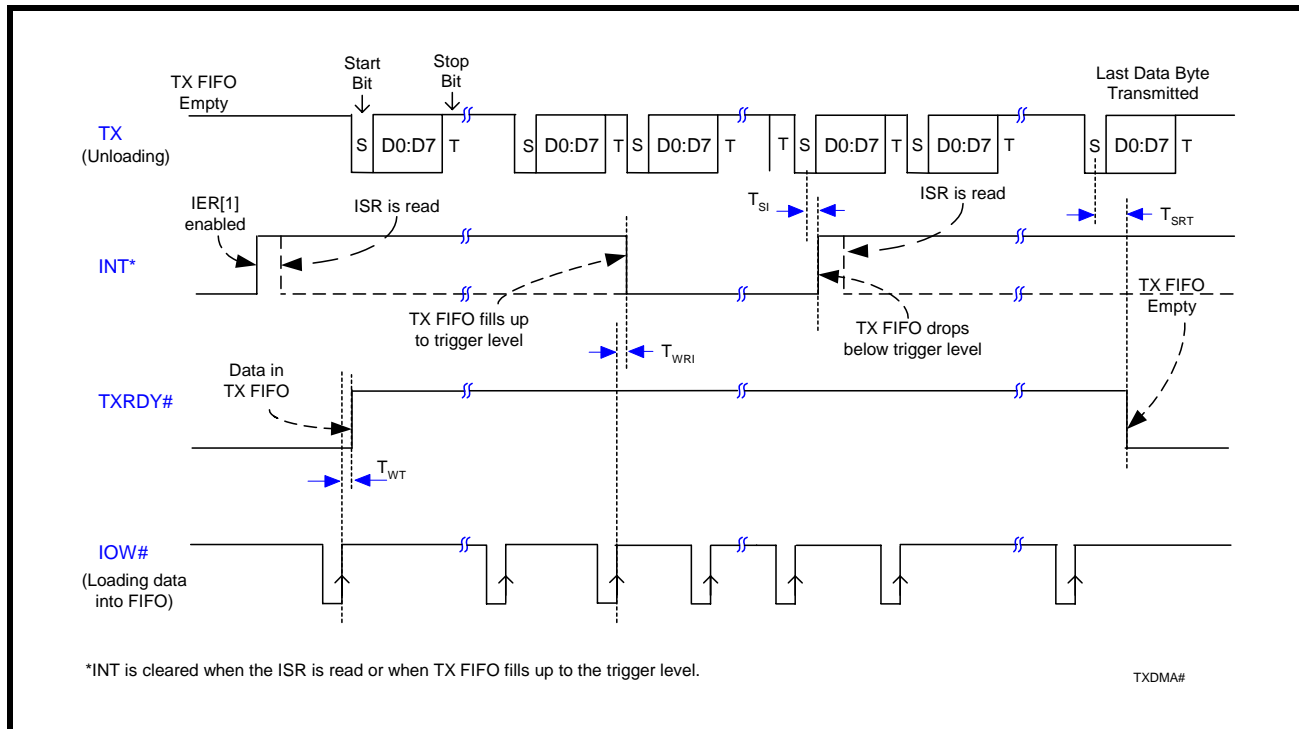 TX FIFO
Empty
Start
Bit
Stop
Bit
Last Data Byte
Transmitted
TX
(Unloading)
S D0:D7 T S D0:D7 T S D0:D7 T T S D0:D7 T S D0:D7 T S D0:D7 T
IER[1]
enabled
ISR is read
TSI
ISR is read
TSRT
INT*
TX FIFO fills up
to trigger level
TX FIFO drops
below trigger level
TX FIFO
Empty
TWRI
Data in
TX FIFO
TXRDY#
TWT
IOW#
(Loading data
into FIFO)
*INT is cleared when the ISR is read or when TX FIFO fills up to the trigger level.
TXDMA#